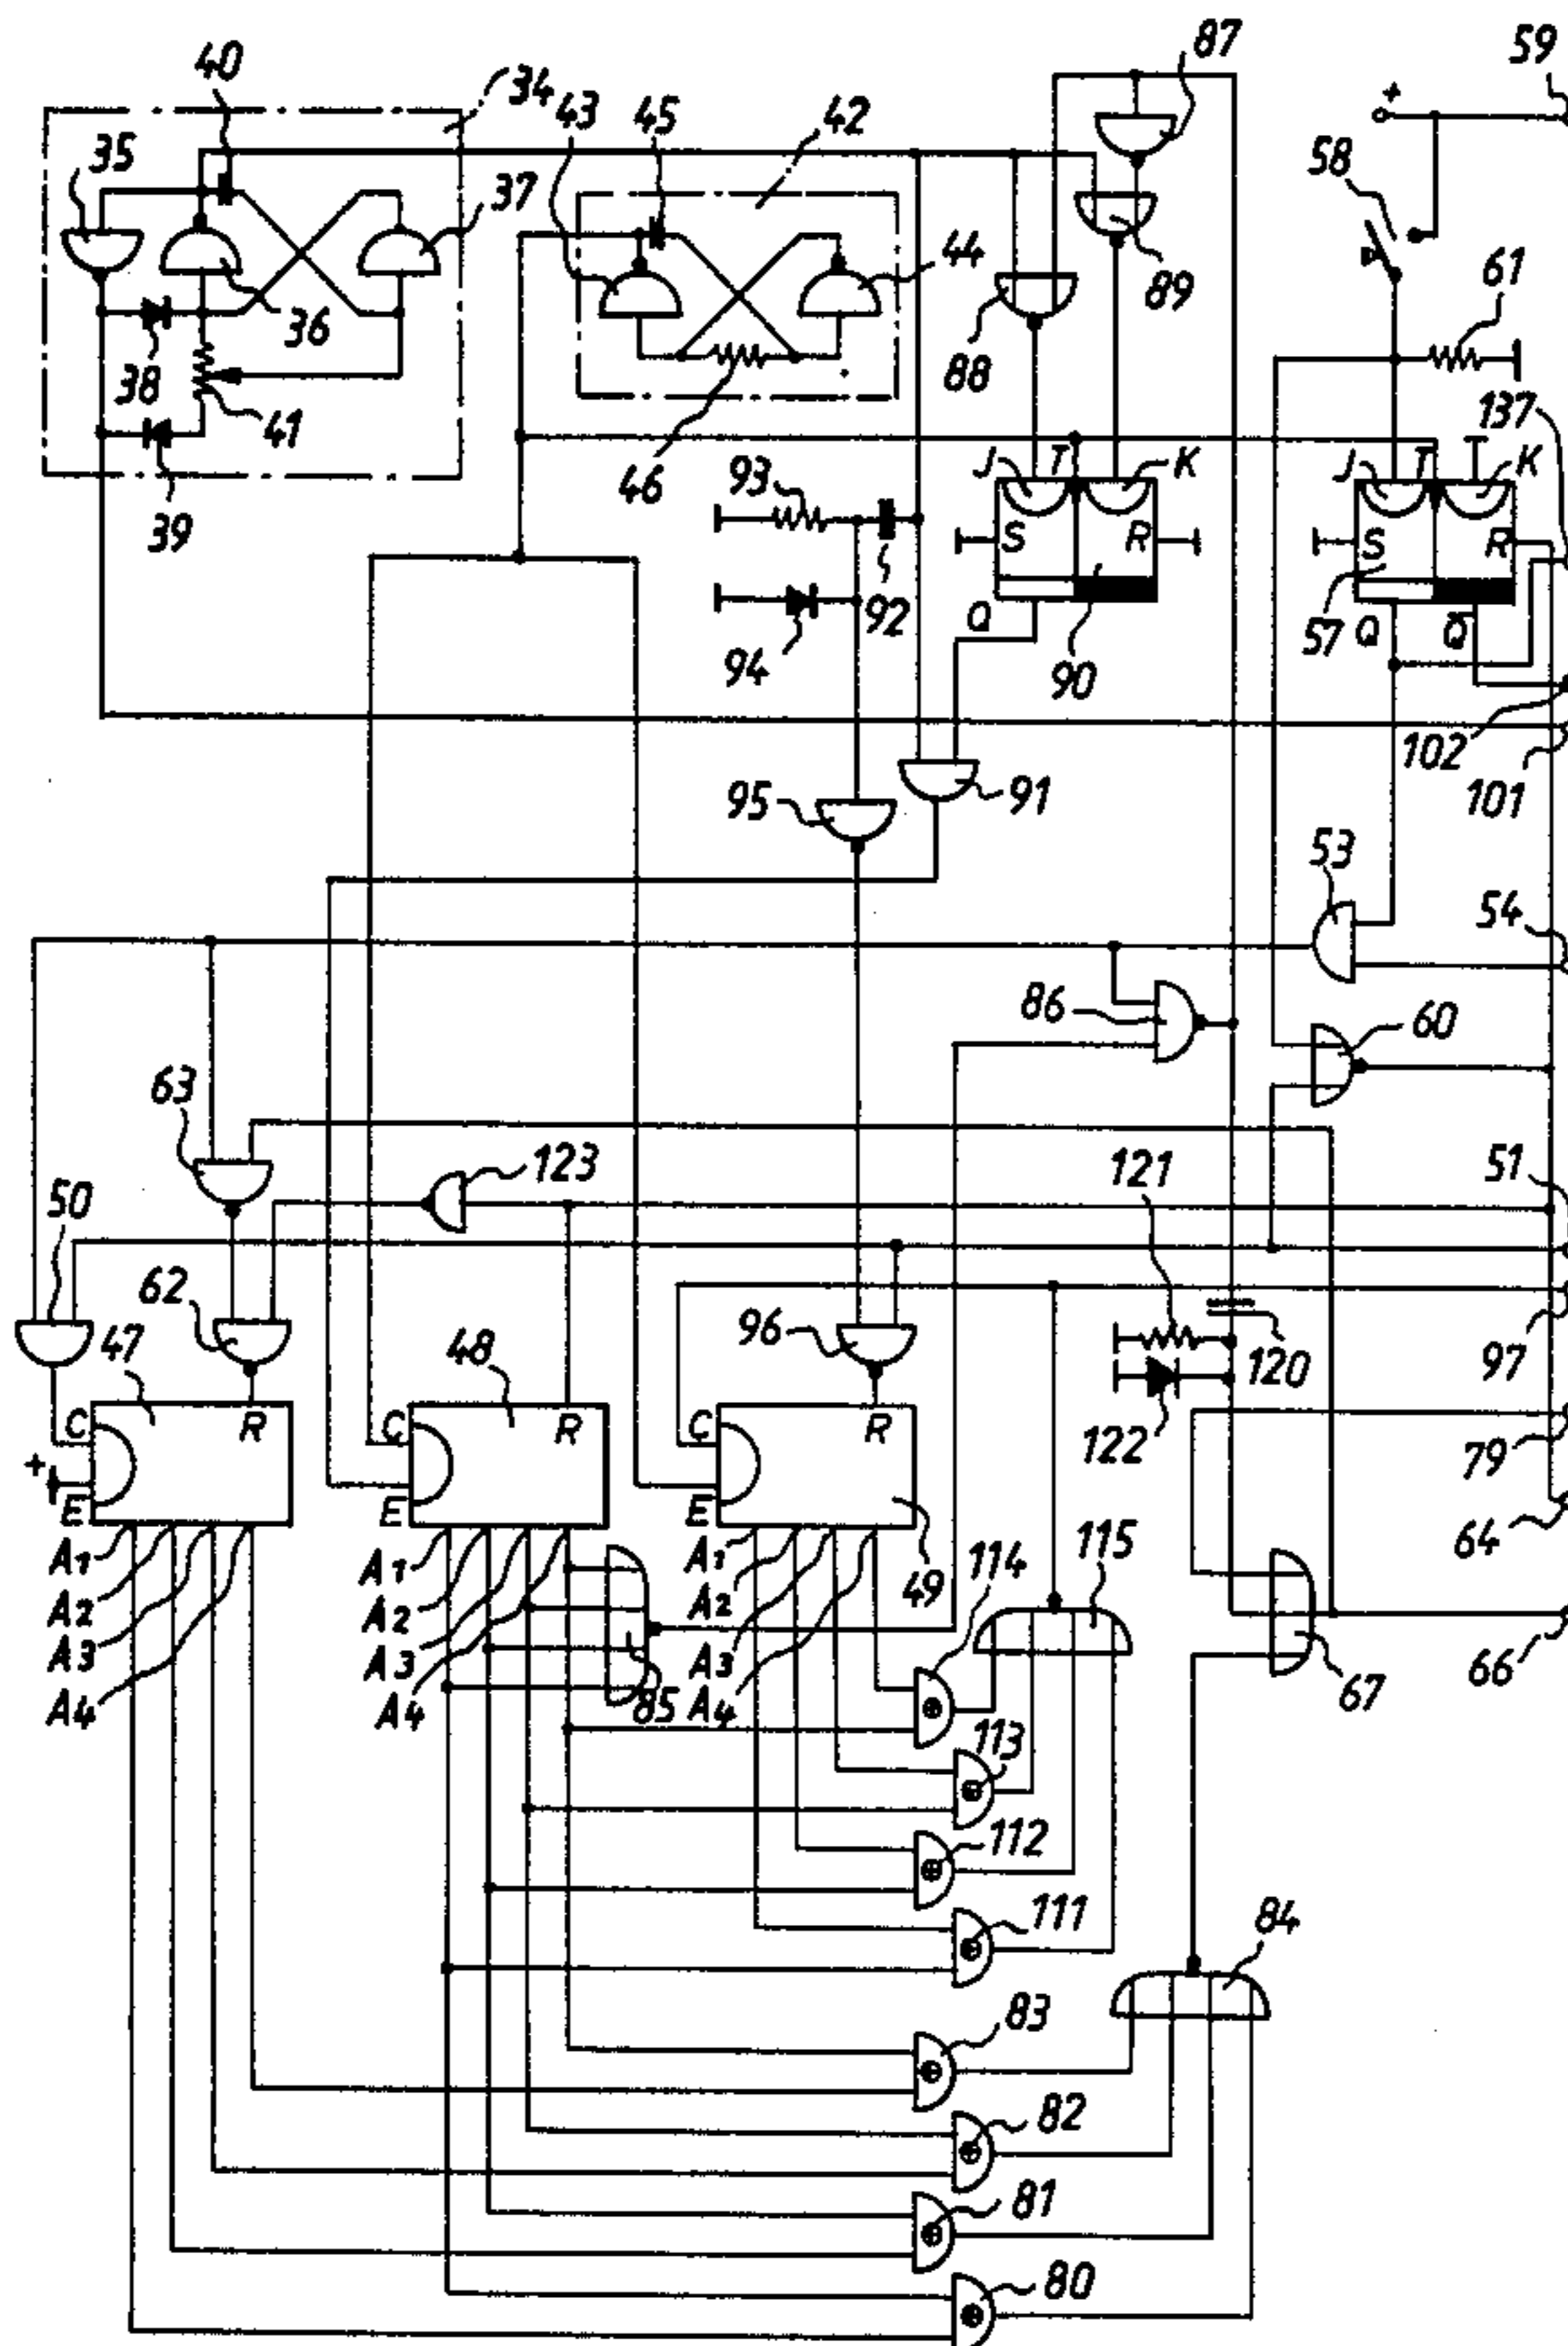 87
59
40
34
43
45
42
+
35
58
37
44
36
89
61
38
88
41
137
J
T
K
J
T
K
46
93
39
S
R
S
R
92
Q
57
Q
Q̅
94
90
102
101
95
91
53
54
86
60
63
123
121
51
50
62
47
48
96
120
97
C
R
C
R
C
R
122
79
+
E
E
E
64
A1
A1
A1
114
115
49
A2
A2
A2
A3
A3
A3
66
67
A4
A4
85
A4
113
112
111
84
83
82
81
80